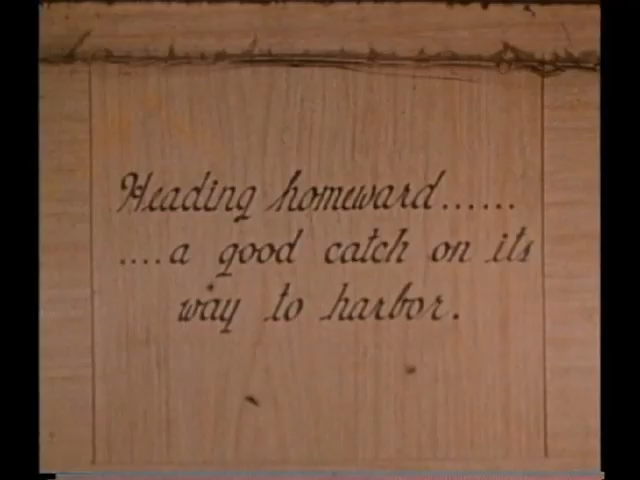 Heading homeward......
....a good catch on its
way to harbor.